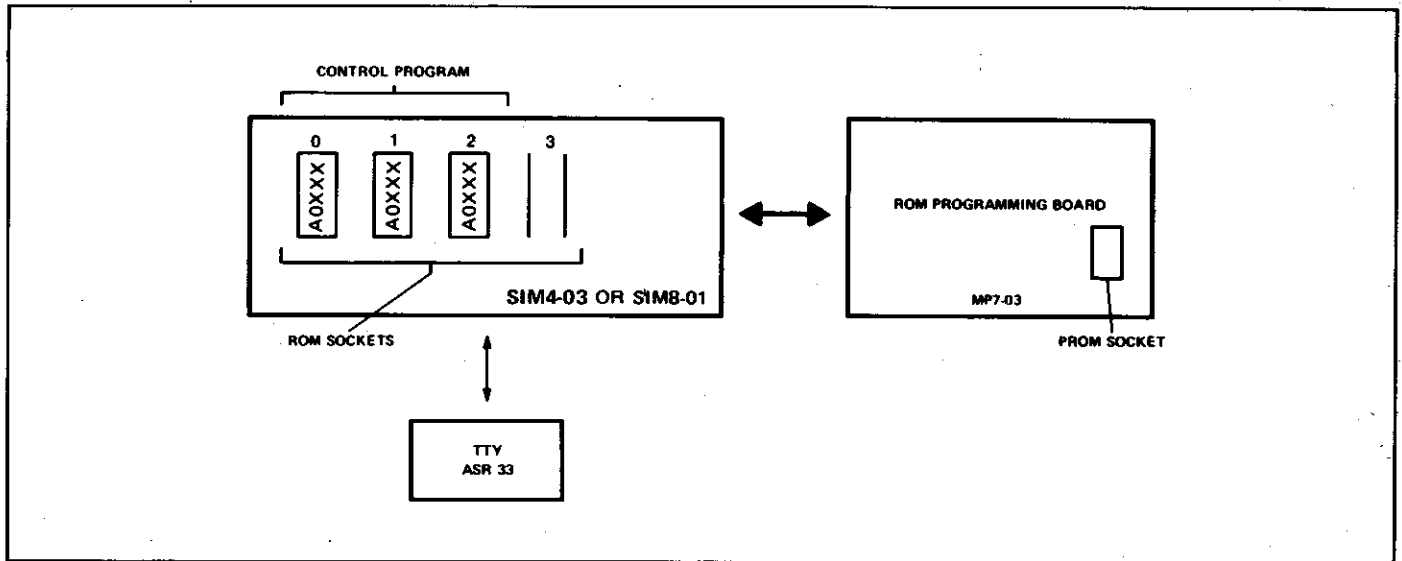 CONTROL PROGRAM
0 1 2 3
A0XXX A0XXX A0XXX
SIM4-03 OR SIM8-01
ROM SOCKETS
TTY
ASR 33
ROM PROGRAMMING BOARD
MP7-03
PROM SOCKET